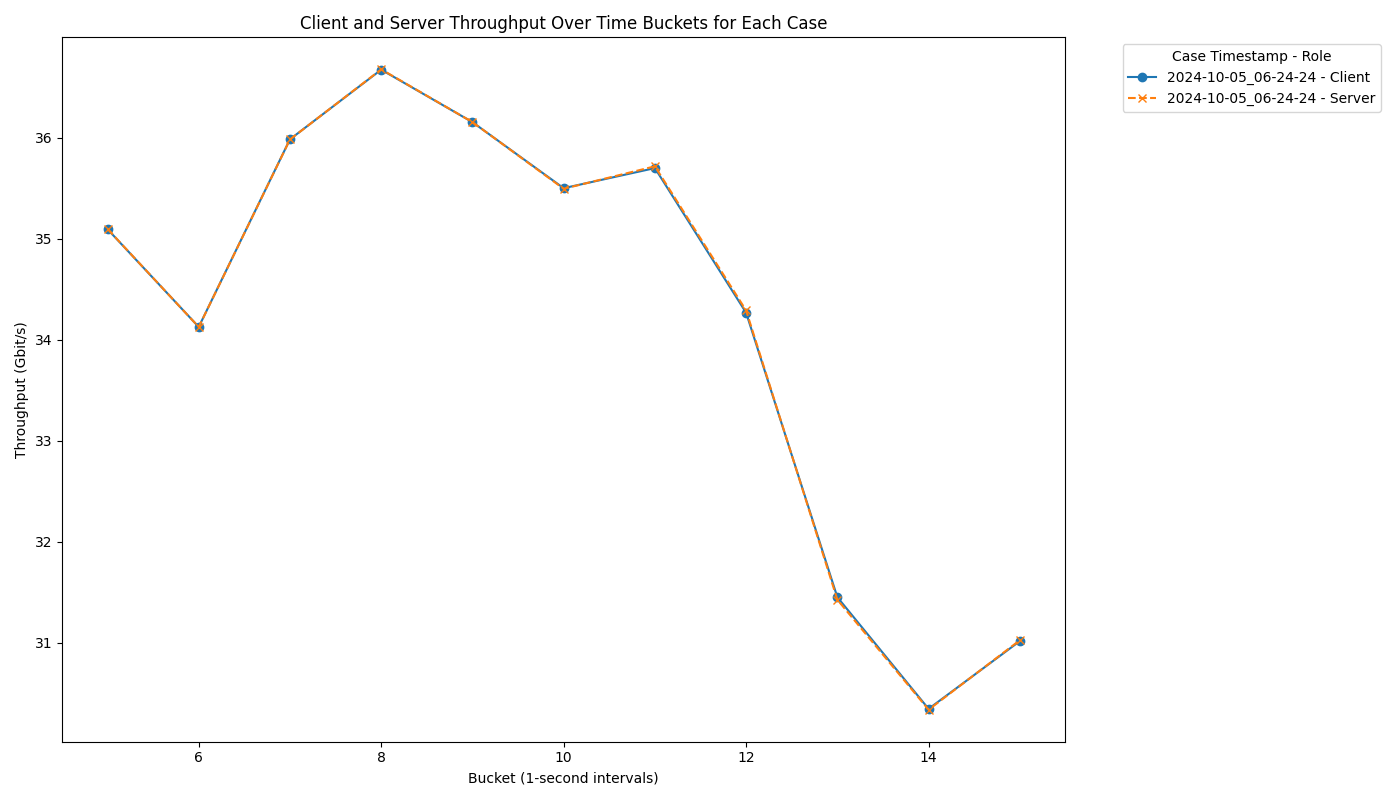 Client and Server Throughput Over Time Buckets for Each Case
Case Timestamp - Role
2024-10-05_06-24-24 - Client
2024-10-05_06-24-24 - Server
Throughput (Gbit/s)
36
35
34
33
32
31
6
8
10
12
14
Bucket (1-second intervals)